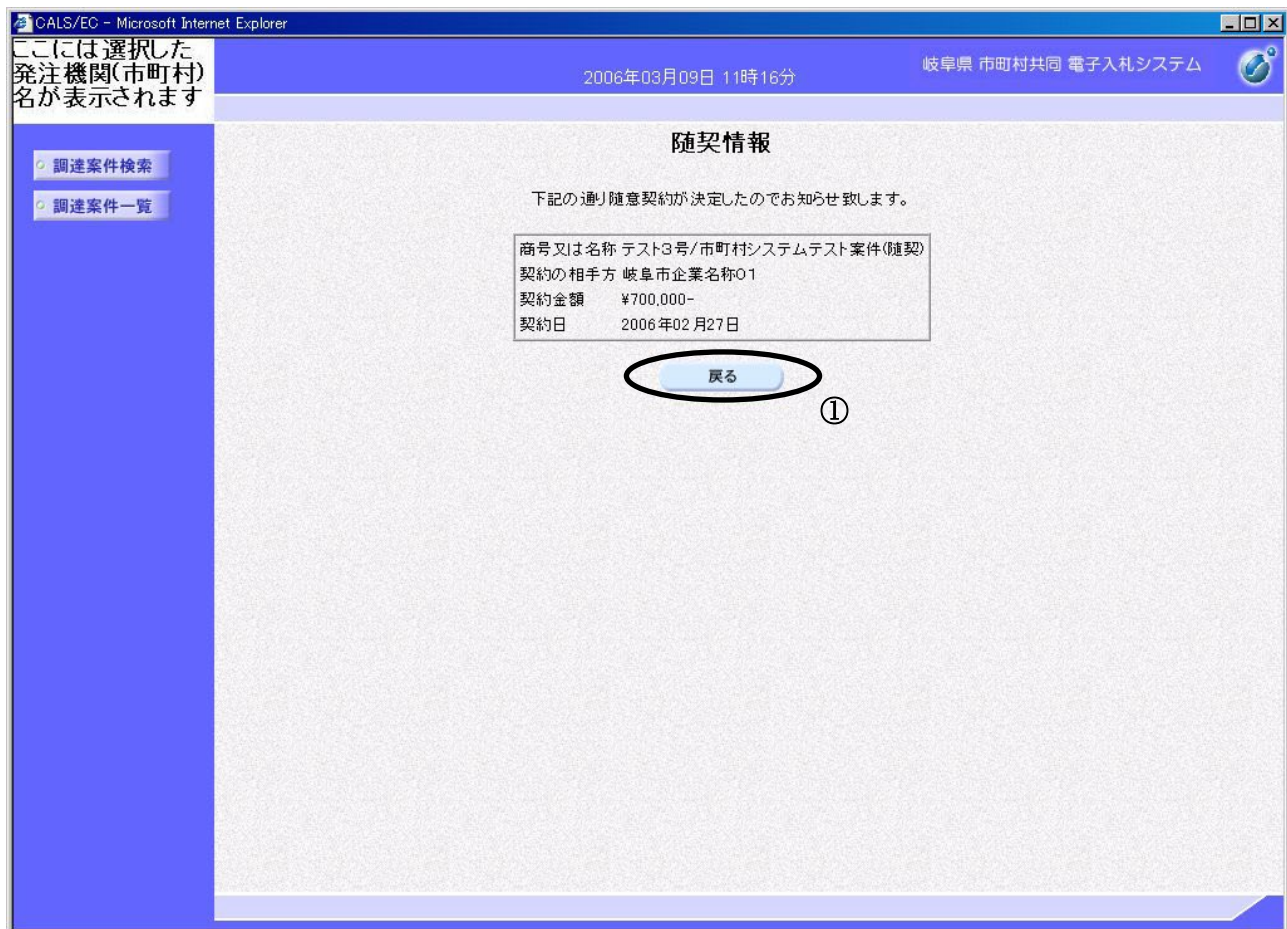 CALS/EC - Microsoft Internet Explorer
ここには選択した
発注機関(市町村)
名が表示されます
2006年03月09日 11時16分
岐阜県 市町村共同 電子入札システム
調達案件検索
調達案件一覧
随契情報
下記の通り随意契約が決定したのでお知らせ致します。
商号又は名称 テスト3号/市町村システムテスト案件(随契)
契約の相手方 岐阜市企業名称01
契約金額 ¥700,000-
契約日 2006年02月27日
戻る
①